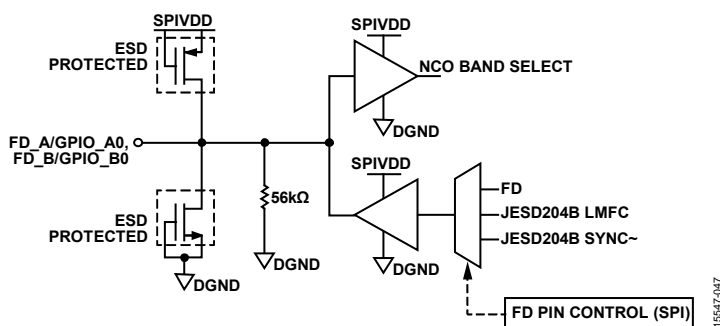 SPIVDD
ESD
PROTECTED
SPIVDD
NCO BAND SELECT
DGND
FD_A/GPIO_A0,
FD_B/GPIO_B0
56kΩ
DGND
ESD
PROTECTED
DGND
SPIVDD
DGND
FD
JESD204B LMFC
JESD204B SYNC~
FD PIN CONTROL (SPI)
15547-047